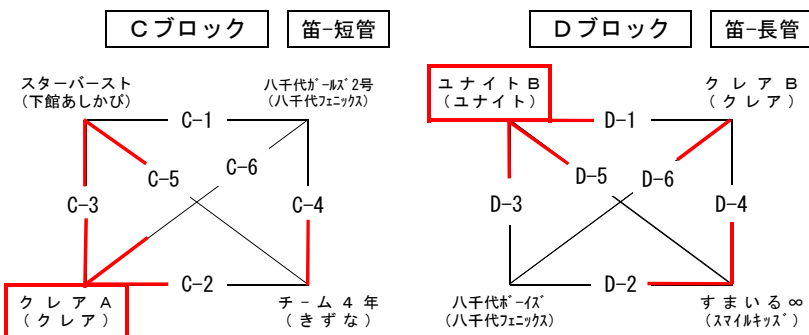 Cブロック 笛-短管 Dブロック 笛-長管
スターバースト 八千代ガールズ2号 ユナイトB クレアB
(下館あしかび) (八千代フェニックス) (ユナイト) (クレア)
C-1 D-1
C-5 C-6 D-5 D-6
C-3 C-4 D-3 D-4
C-2 D-2
クレアA チーム4年 八千代ボーイズ すまいる∞
(クレア) (きずな) (八千代フェニックス) (スマイルキッズ)